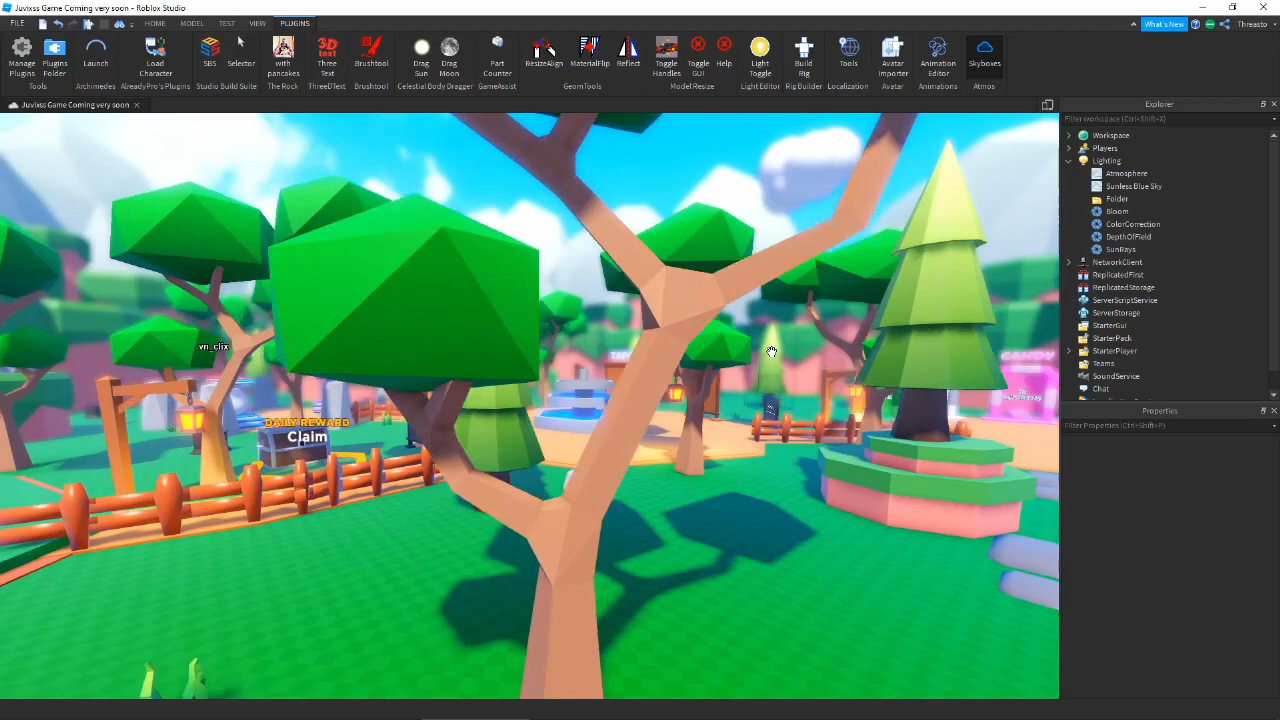 Juvixss Game Coming very soon - Roblox Studio
FILE HOME MODEL TEST VIEW PLUGINS What's New Threasto
Manage Plugins
Plugins Folder
Tools
Launch
Archimedes
Load Character
AlreadyPro's Plugins
SBS
Selector
Studio Build Suite
with pancakes
The Rock
3D text
Three Text
ThreeDText
Brushtool
Brushtool
Drag Sun
Drag Moon
Celestial Body Dragger
Part Counter
GameAssist
ResizeAlign
MaterialFlip
Reflect
GeomTools
Toggle Handles
Toggle GUI
Help
Model Resize
Light Toggle
Light Editor
Build Rig
Rig Builder
Tools
Localization
Avatar Importer
Avatar
Animation Editor
Animations
Skyboxes
Atmos
Juvixss Game Coming very soon
vn_clix
DAILY REWARD
Claim
CANDY
Explorer
Filter workspace (Ctrl+Shift+X)
Workspace
Players
Lighting
Atmosphere
Sunless Blue Sky
Folder
Bloom
ColorCorrection
DepthOfField
SunRays
NetworkClient
ReplicatedFirst
ReplicatedStorage
ServerScriptService
ServerStorage
StarterGui
StarterPack
StarterPlayer
Teams
SoundService
Chat
Properties
Filter Properties (Ctrl+Shift+P)